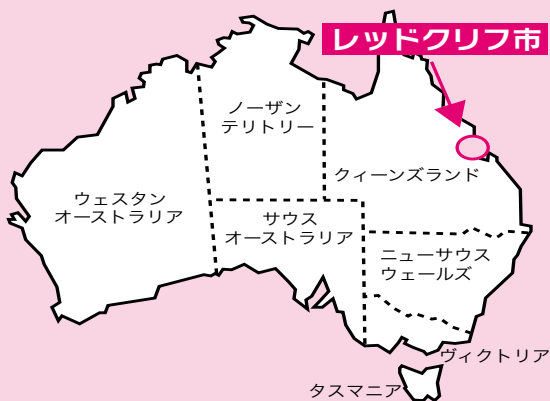 レッドクリフ市
ノーザン
テリトリー
クィーンズランド
ウェスタン
オーストラリア
サウス
オーストラリア
ニューサウス
ウェールズ
ヴィクトリア
タスマニア